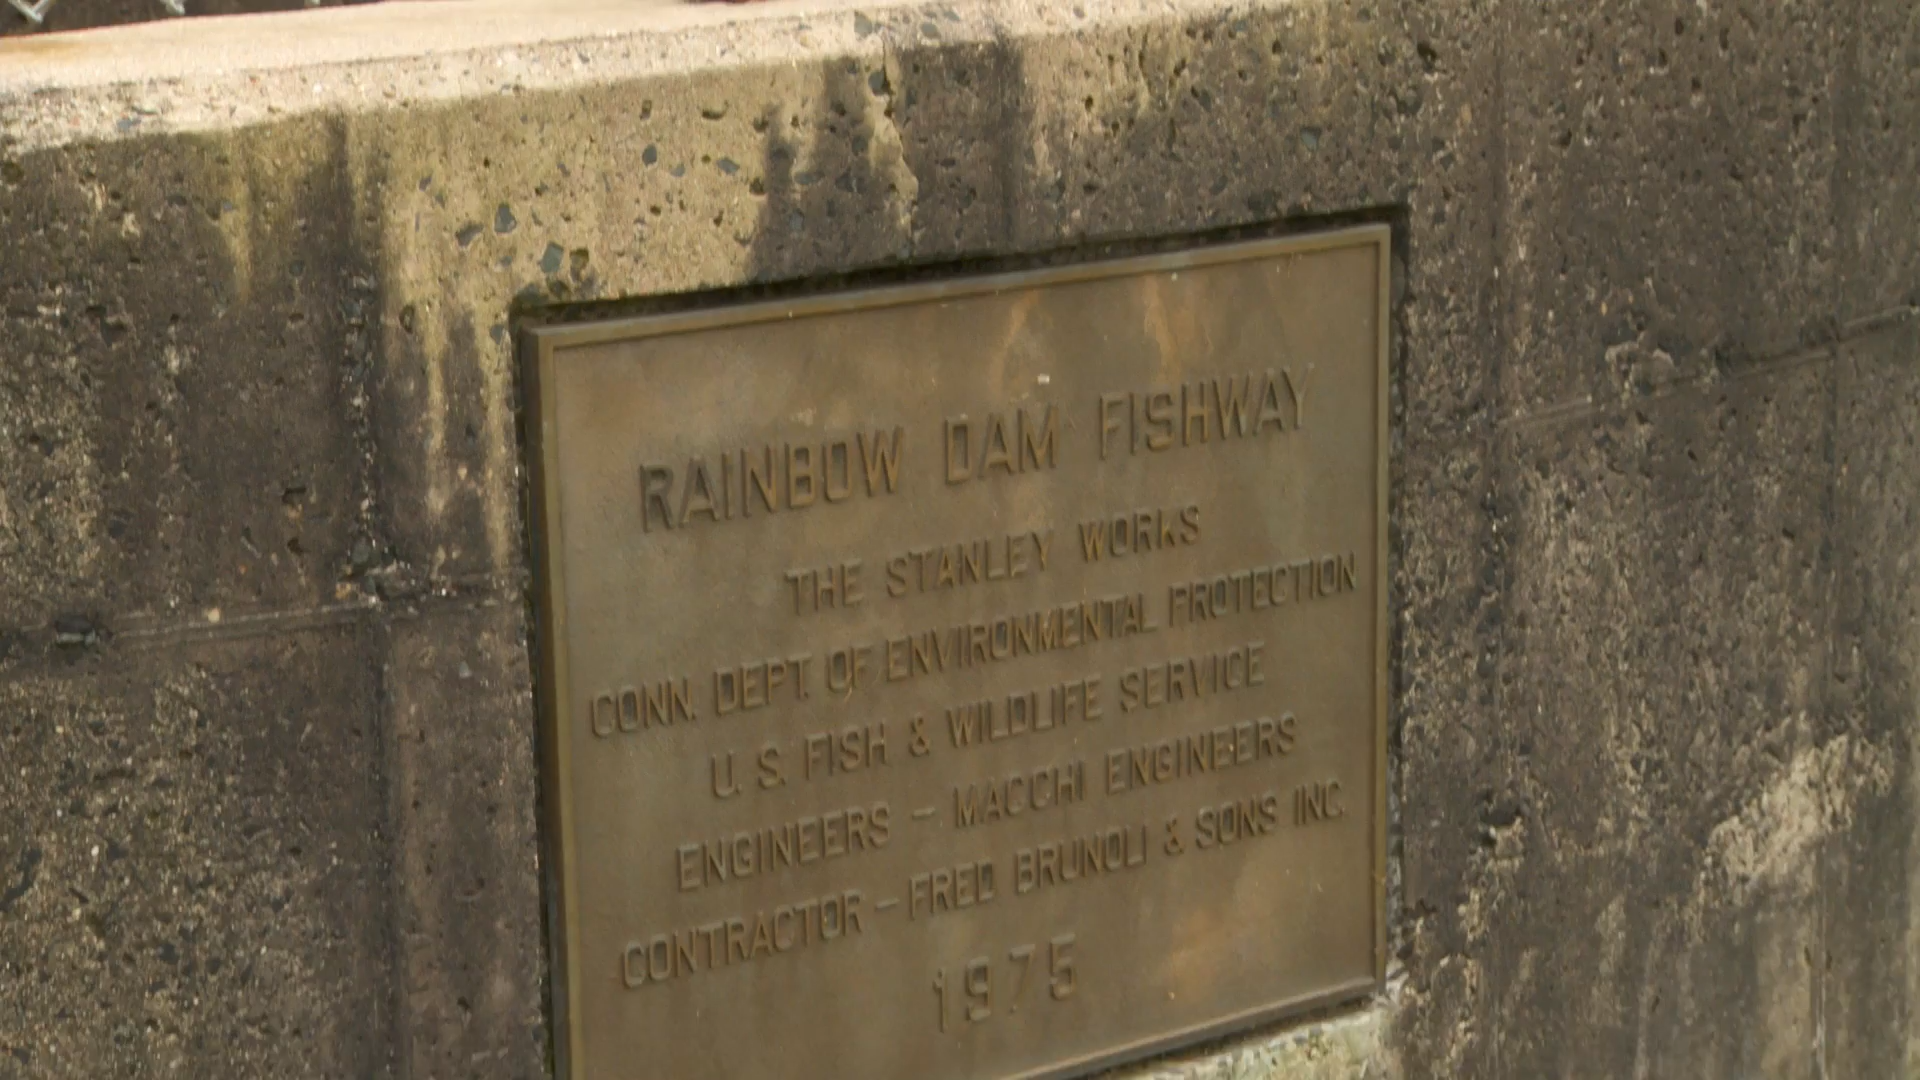 RAINBOW DAM FISHWAY
THE STANLEY WORKS
CONN. DEPT. OF ENVIRONMENTAL PROTECTION
U. S. FISH & WILDLIFE SERVICE
ENGINEERS - MACCHI ENGINEERS
CONTRACTOR - FRED BRUNOLI & SONS INC.
1975